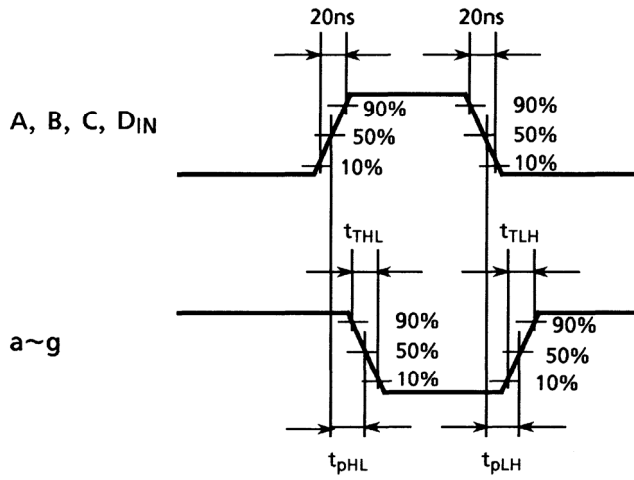 20ns 20ns
A, B, C, DIN
90% 90%
50% 50%
10% 10%
tTHL tTLH
a~g
90% 90%
50% 50%
10% 10%
tpHL tpLH